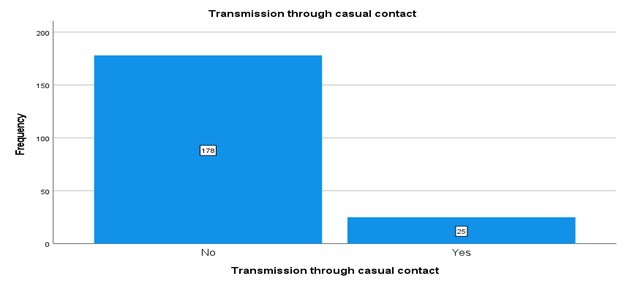 Transmission through casual contact
Frequency
200
150
100
50
0
178
25
No Yes
Transmission through casual contact